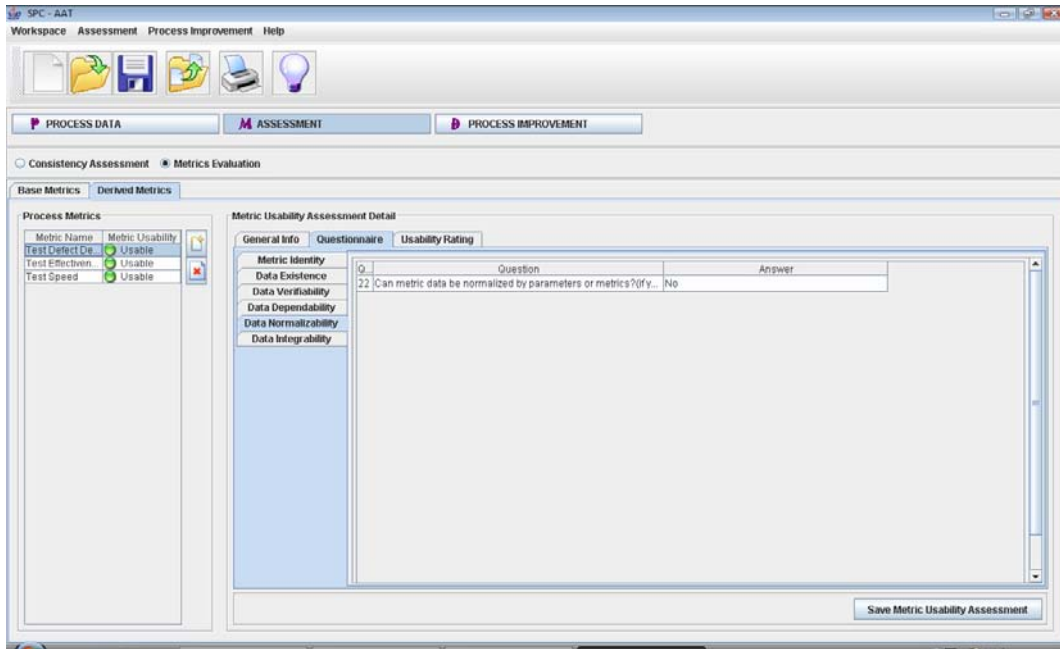 SPC - AAT
Workspace Assessment Process Improvement Help
PROCESS DATA
ASSESSMENT
PROCESS IMPROVEMENT
Consistency Assessment Metrics Evaluation
Base Metrics Derived Metrics
Process Metrics
Metric Name Metric Usability
Test Defect De... Usable
Test Effectiven... Usable
Test Speed Usable
Metric Usability Assessment Detail
General Info Questionnaire Usability Rating
Metric Identity
Data Existence
Data Verifiability
Data Dependability
Data Normalizability
Data Integrability
Q... Question Answer
22 Can metric data be normalized by parameters or metrics?(If y... No
Save Metric Usability Assessment